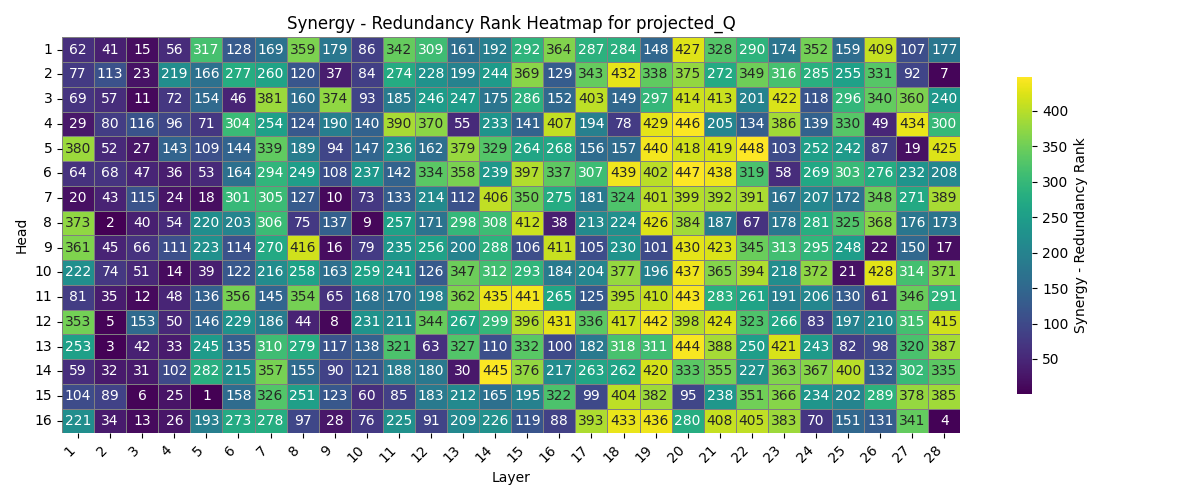 Synergy - Redundancy Rank Heatmap for projected_Q
1 62 41 15 56 317 128 169 359 179 86 342 309 161 192 292 364 287 284 148 427 328 290 174 352 159 409 107 177
2 77 113 23 219 166 277 260 120 37 84 274 228 199 244 369 129 343 432 338 375 272 349 316 285 255 331 92 7
3 69 57 11 72 154 46 381 160 374 93 185 246 247 175 286 152 403 149 297 414 413 201 422 118 296 340 360 240
4 29 80 116 96 71 304 254 124 190 140 390 370 55 233 141 407 194 78 429 446 205 134 386 139 330 49 434 300
5 380 52 27 143 109 144 339 189 94 147 236 162 379 329 264 268 156 157 440 418 419 448 103 252 242 87 19 425
6 64 68 47 36 53 164 294 249 108 237 142 334 358 239 397 337 307 439 402 447 438 319 58 269 303 276 232 208
7 20 43 115 24 18 301 305 127 10 73 133 214 112 406 350 275 181 324 401 399 392 391 167 207 172 348 271 389
8 373 2 40 54 220 203 306 75 137 9 257 171 298 308 412 38 213 224 426 384 187 67 178 281 325 368 176 173
9 361 45 66 111 223 114 270 416 16 79 235 256 200 288 106 411 105 230 101 430 423 345 313 295 248 22 150 17
10 222 74 51 14 39 122 216 258 163 259 241 126 347 312 293 184 204 377 196 437 365 394 218 372 21 428 314 371
11 81 35 12 48 136 356 145 354 65 168 170 198 362 435 441 265 125 395 410 443 283 261 191 206 130 61 346 291
12 353 5 153 50 146 229 186 44 8 231 211 344 267 299 396 431 336 417 442 398 424 323 266 83 197 210 315 415
13 253 3 42 33 245 135 310 279 117 138 321 63 327 110 332 100 182 318 311 444 388 250 421 243 82 98 320 387
14 59 32 31 102 282 215 357 155 90 121 188 180 30 445 376 217 263 262 420 333 355 227 363 367 400 132 302 335
15 104 89 6 25 1 158 326 251 123 60 85 183 212 165 195 322 99 404 382 95 238 351 366 234 202 289 378 385
16 221 34 13 26 193 273 278 97 28 76 225 91 209 226 119 88 393 433 436 280 408 405 383 70 151 131 341 4
1 2 3 4 5 6 7 8 9 10 11 12 13 14 15 16 17 18 19 20 21 22 23 24 25 26 27 28
Layer
Head
400
350
300
250
200
150
100
50
Synergy - Redundancy Rank